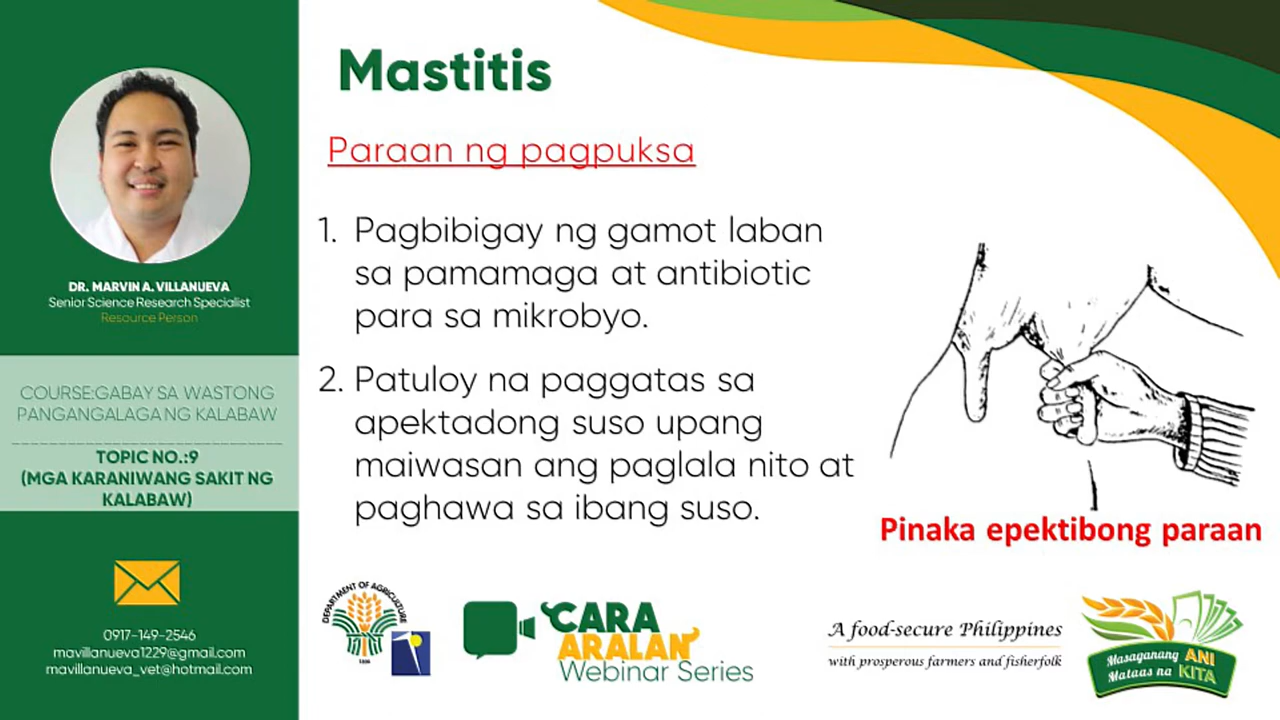 Mastitis
Paraan ng pagpuksa
1. Pagbibigay ng gamot laban
sa pamamaga at antibiotic
para sa mikrobyo.
2. Patuloy na paggatas sa
apektadong suso upang
maiwasan ang paglala nito at
paghawa sa ibang suso.
Pinaka epektibong paraan
DR. MARVIN A. VILLANUEVA
Senior Science Research Specialist
Resource Person
COURSE:GABAY SA WASTONG
PANGANGALAGA NG KALABAW
TOPIC NO.:9
(MGA KARANIWANG SAKIT NG
KALABAW)
0917-149-2546
mavillanueva1229@gmail.com
mavillanueva_vet@hotmail.com
DEPARTMENT OF AGRICULTURE
CARA
ARALAN
Webinar Series
A food-secure Philippines
with prosperous farmers and fisherfolk
Masaganang ANI
Mataas na KITA